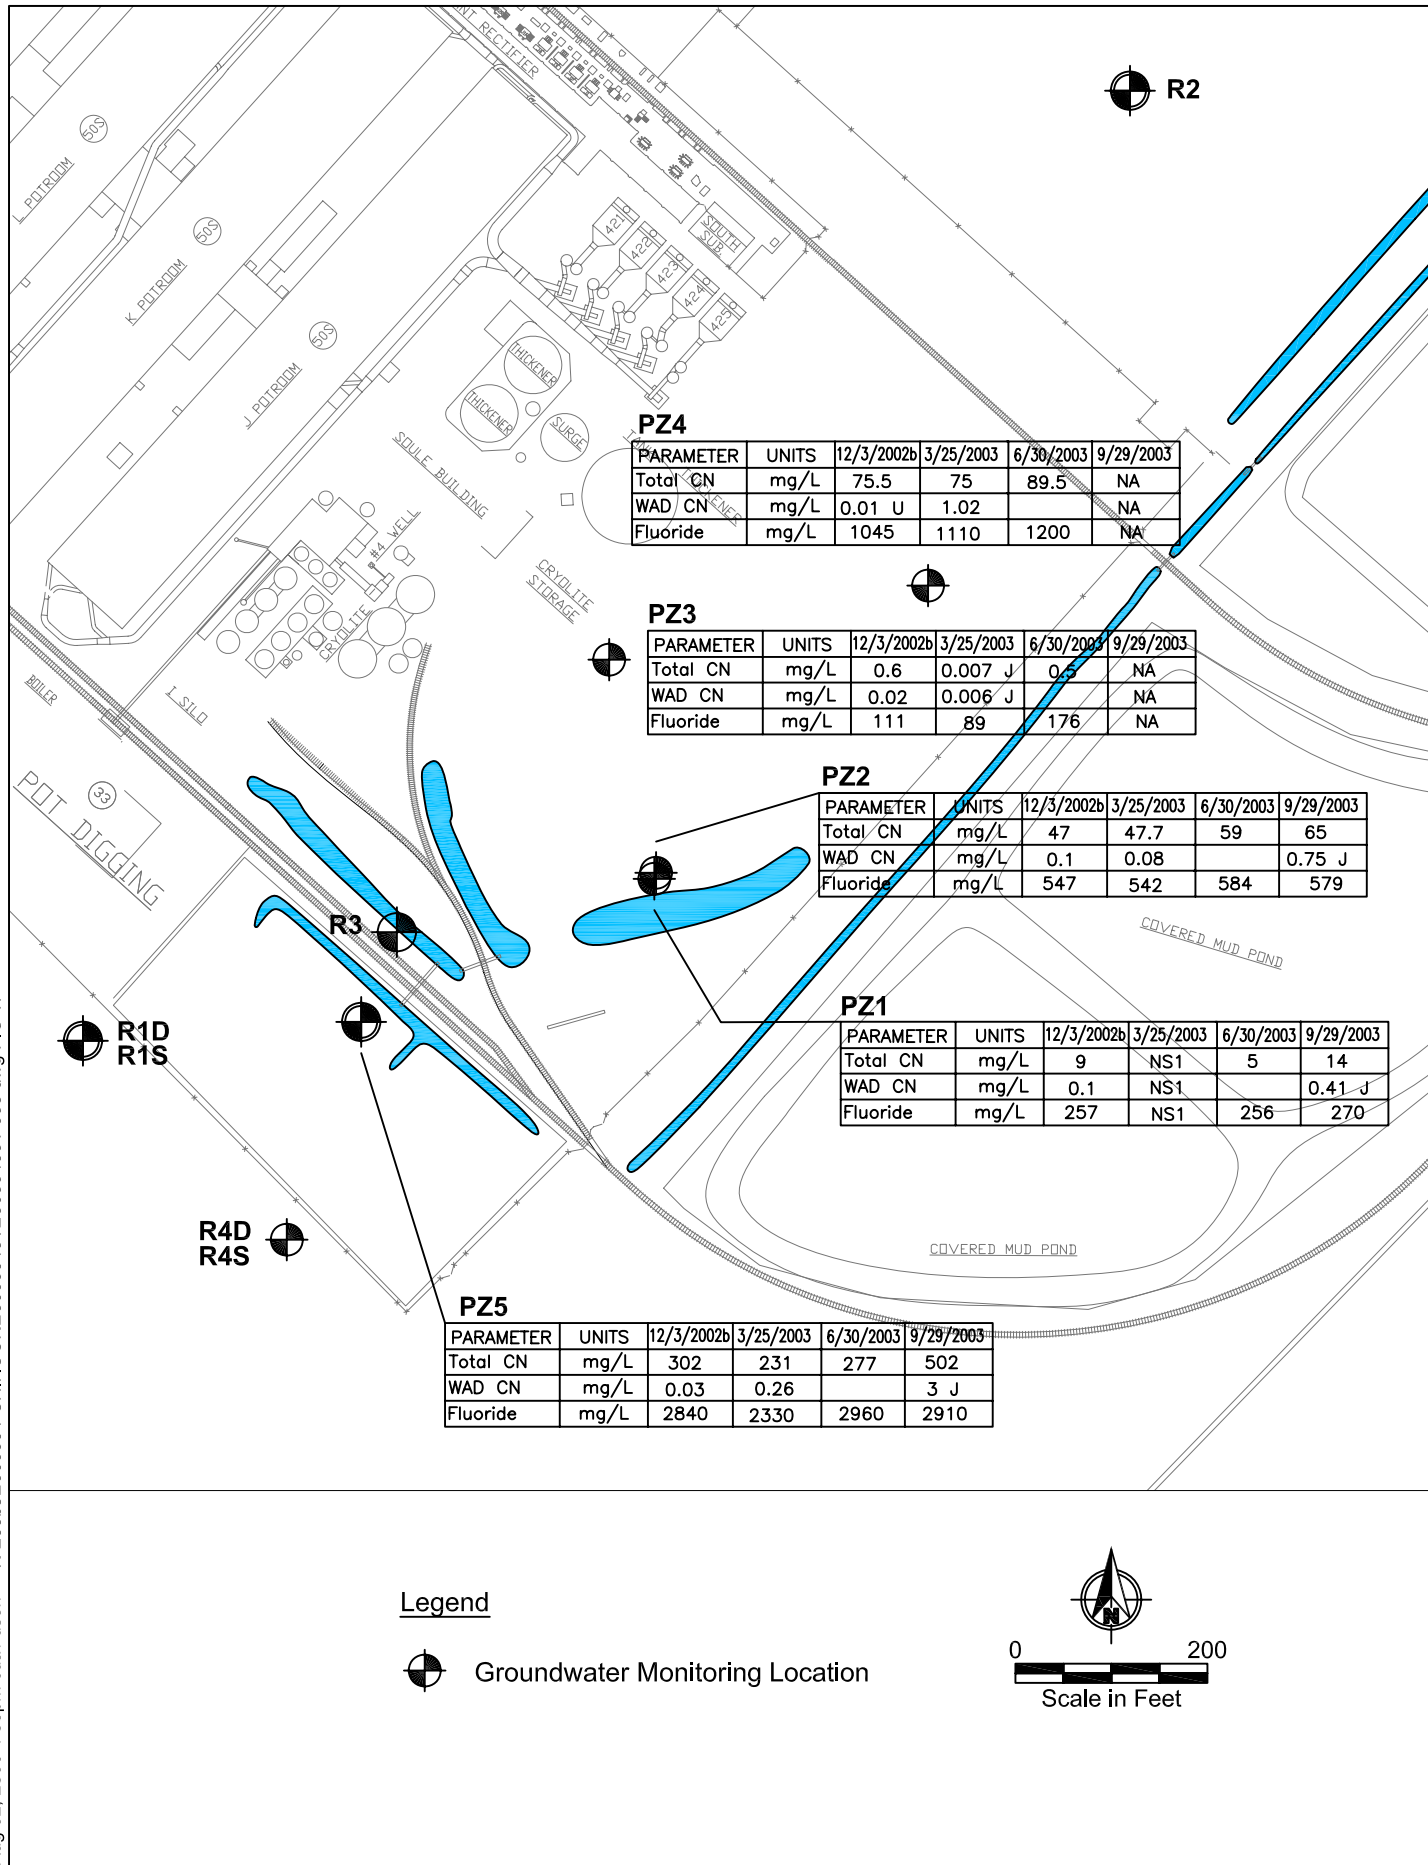 PLANT RECTIFIER
R2
50S
L POTROOM
50S
K POTROOM
50S
J POTROOM
SOUTH
SUB.
421
422
423
424
425
THICKENER
THICKENER
SURGE
TANK
THICKENER
SOULE BUILDING
#4 WELL
CRYOLITE
CRYOLITE
STORAGE
BOILER
I SILO
33
POT DIGGING
PZ4
PARAMETER UNITS 12/3/2002b 3/25/2003 6/30/2003 9/29/2003
Total CN mg/L 75.5 75 89.5 NA
WAD CN mg/L 0.01 U 1.02 NA
Fluoride mg/L 1045 1110 1200 NA
PZ3
PARAMETER UNITS 12/3/2002b 3/25/2003 6/30/2003 9/29/2003
Total CN mg/L 0.6 0.007 J 0.5 NA
WAD CN mg/L 0.02 0.006 J NA
Fluoride mg/L 111 89 176 NA
PZ2
PARAMETER UNITS 12/3/2002b 3/25/2003 6/30/2003 9/29/2003
Total CN mg/L 47 47.7 59 65
WAD CN mg/L 0.1 0.08 0.75 J
Fluoride mg/L 547 542 584 579
R3
COVERED MUD POND
PZ1
PARAMETER UNITS 12/3/2002b 3/25/2003 6/30/2003 9/29/2003
Total CN mg/L 9 NS1 5 14
WAD CN mg/L 0.1 NS1 0.41 J
Fluoride mg/L 257 NS1 256 270
R1D
R1S
R4D
R4S
COVERED MUD POND
PZ5
PARAMETER UNITS 12/3/2002b 3/25/2003 6/30/2003 9/29/2003
Total CN mg/L 302 231 277 502
WAD CN mg/L 0.03 0.26 3 J
Fluoride mg/L 2840 2330 2960 2910
Legend
Groundwater Monitoring Location
N
0 200
Scale in Feet